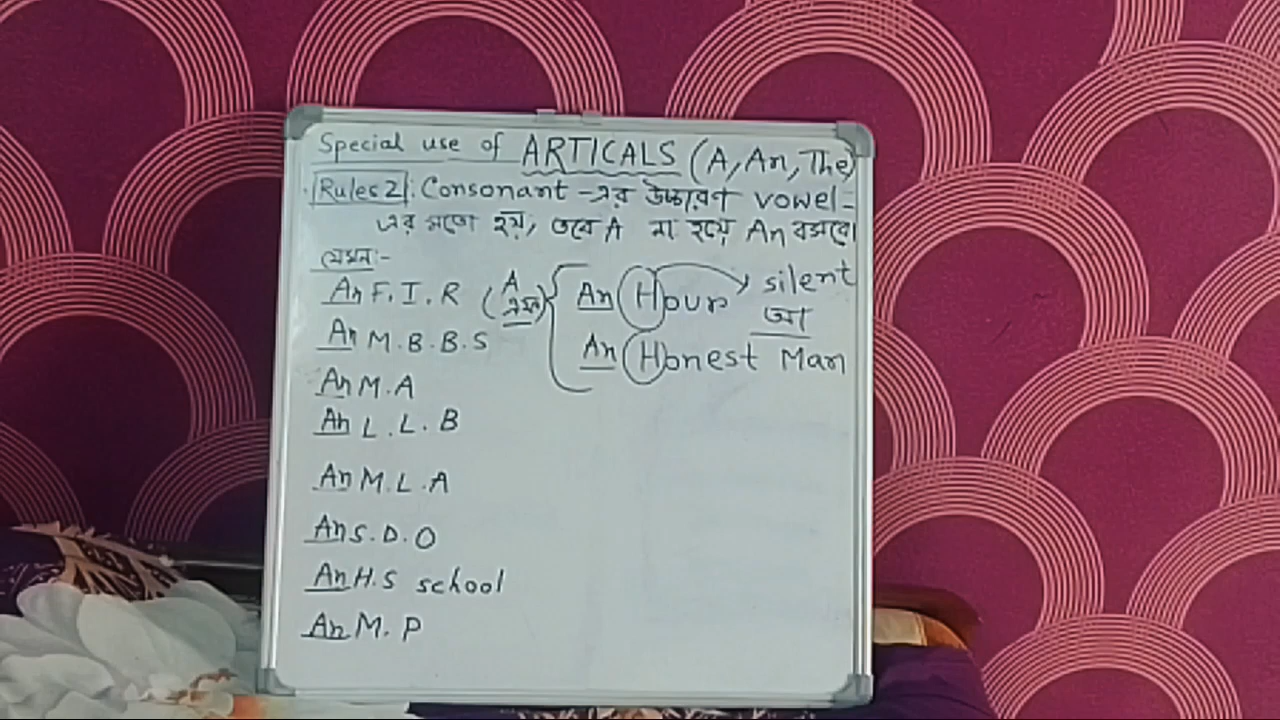 Special use of ARTICALS (A, An, The)
Rules 2 : Consonant -এর উচ্চারণ vowel-
এর মতো হয়, তবে A না হয়ে An বসবে।
যেমন:-
An F. I. R (A এফ)
An M. B. B. S
An M. A
An L. L. B
An M. L. A
An S. D. O
An H. S school
An M. P
An Hour silent
আ
An Honest Man